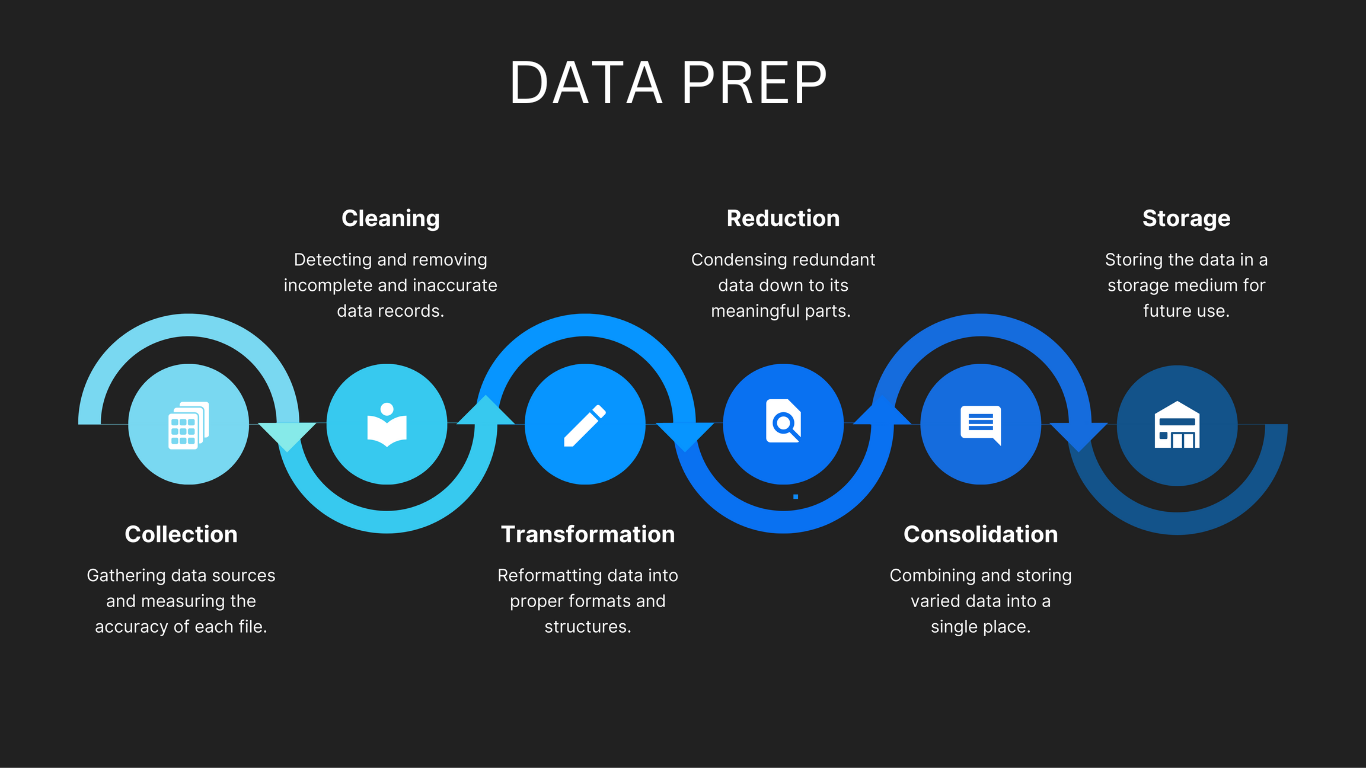 DATA PREP
Collection
Gathering data sources
and measuring the
accuracy of each file.
Cleaning
Detecting and removing
incomplete and inaccurate
data records.
Transformation
Reformatting data into
proper formats and
structures.
Reduction
Condensing redundant
data down to its
meaningful parts.
Consolidation
Combining and storing
varied data into a
single place.
Storage
Storing the data in a
storage medium for
future use.